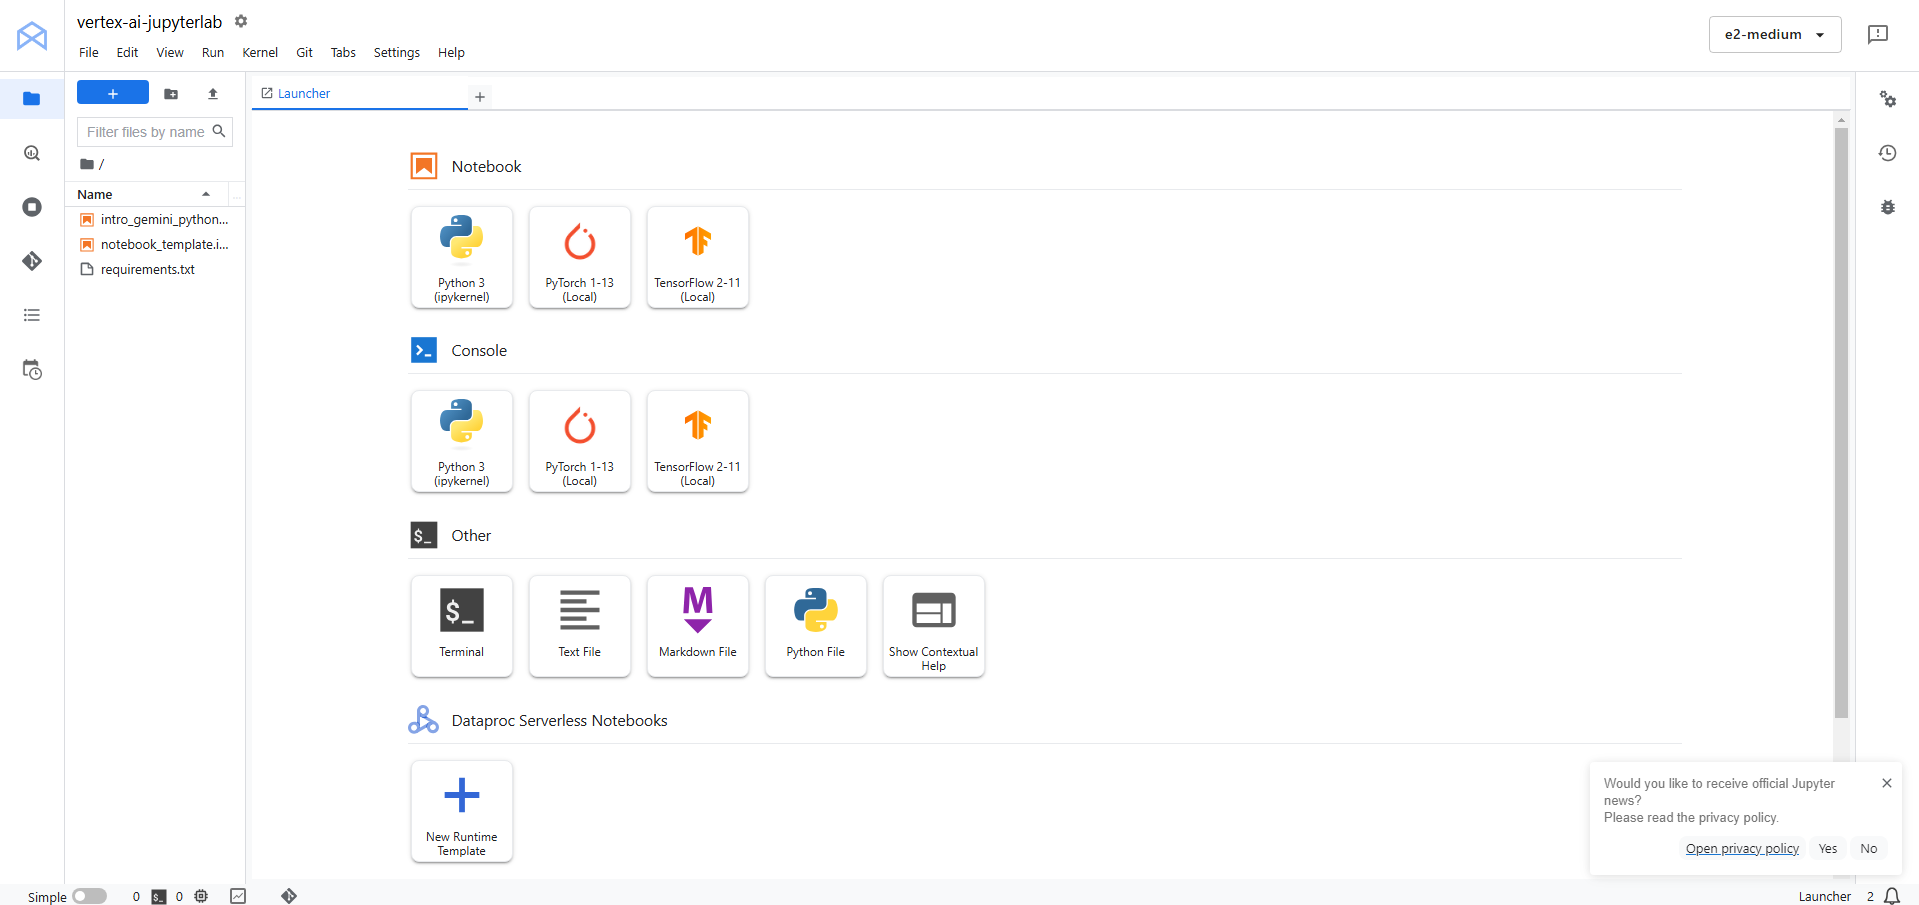 vertex-ai-jupyterlab
File Edit View Run Kernel Git Tabs Settings Help
e2-medium
Filter files by name
/
Name
intro_gemini_python...
notebook_template.i...
requirements.txt
Launcher
Notebook
Python 3
(ipykernel)
PyTorch 1-13
(Local)
TensorFlow 2-11
(Local)
Console
Python 3
(ipykernel)
PyTorch 1-13
(Local)
TensorFlow 2-11
(Local)
Other
$_
$_
Terminal
Text File
M
Markdown File
Python File
Show Contextual
Help
Dataproc Serverless Notebooks
New Runtime
Template
Would you like to receive official Jupyter
news?
Please read the privacy policy.
Open privacy policy Yes No
Simple 0 $_ 0 Launcher 2